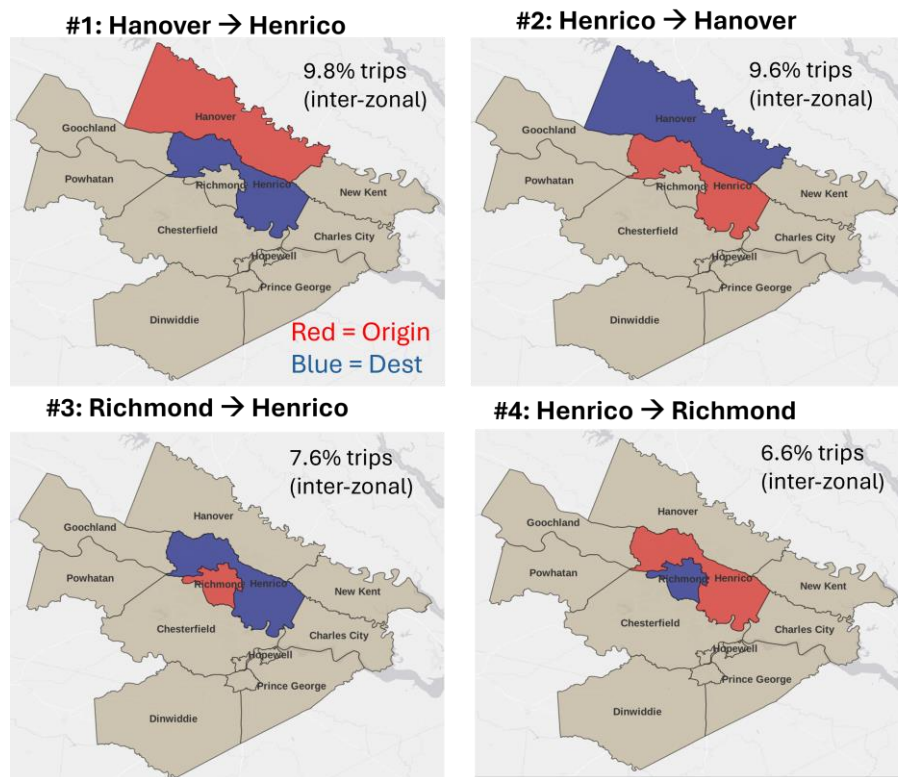 #1: Hanover → Henrico
9.8% trips
(inter-zonal)
Hanover
Goochland
Powhatan
Richmond
Henrico
New Kent
Chesterfield
Charles City
Hopewell
Prince George
Dinwiddie
Red = Origin
Blue = Dest
#2: Henrico → Hanover
9.6% trips
(inter-zonal)
Hanover
Goochland
Powhatan
Richmond
Henrico
New Kent
Chesterfield
Charles City
Hopewell
Prince George
Dinwiddie
#3: Richmond → Henrico
7.6% trips
(inter-zonal)
Hanover
Goochland
Powhatan
Richmond
Henrico
New Kent
Chesterfield
Charles City
Hopewell
Prince George
Dinwiddie
#4: Henrico → Richmond
6.6% trips
(inter-zonal)
Hanover
Goochland
Powhatan
Richmond
Henrico
New Kent
Chesterfield
Charles City
Hopewell
Prince George
Dinwiddie